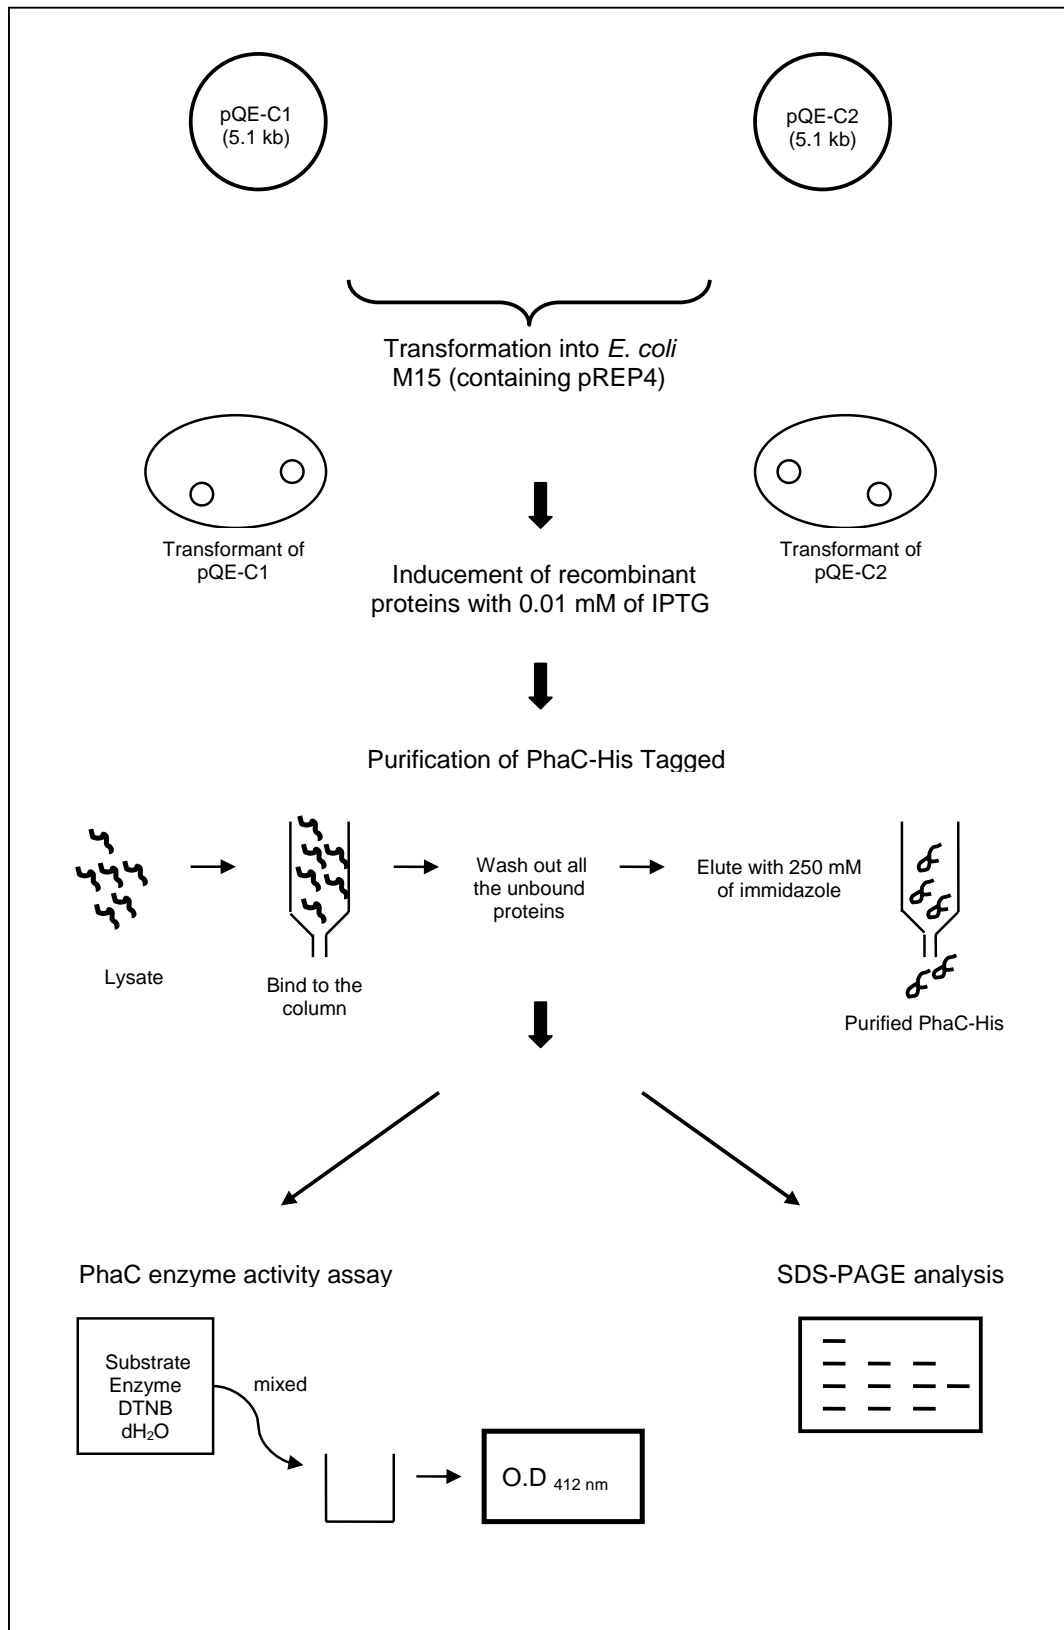 pQE-C1
(5.1 kb)
pQE-C2
(5.1 kb)
Transformation into E. coli
M15 (containing pREP4)
Transformant of
pQE-C1
Transformant of
pQE-C2
Inducement of recombinant
proteins with 0.01 mM of IPTG
Purification of PhaC-His Tagged
Lysate
Bind to the
column
Wash out all
the unbound
proteins
Elute with 250 mM
of immidazole
Purified PhaC-His
PhaC enzyme activity assay
SDS-PAGE analysis
Substrate
Enzyme
DTNB
dH₂O
mixed
O.D 412 nm